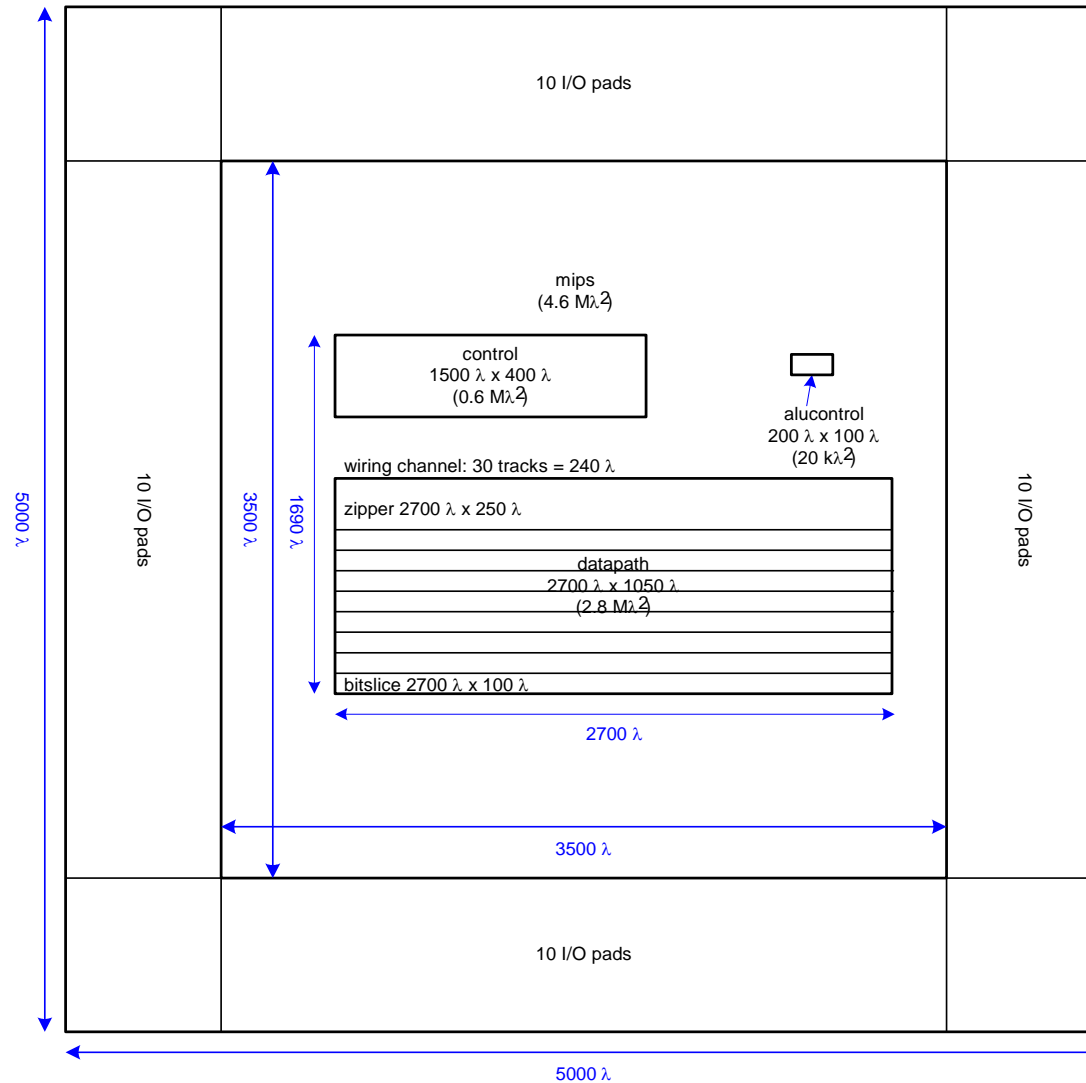 10 I/O pads
mips
(4.6 Mλ2)
control
1500 λ x 400 λ
(0.6 Mλ2)
alucontrol
200 λ x 100 λ
(20 kλ2)
wiring channel: 30 tracks = 240 λ
zipper 2700 λ x 250 λ
datapath
2700 λ x 1050 λ
(2.8 Mλ2)
bitslice 2700 λ x 100 λ
2700 λ
5000 λ
10 I/O pads
3500 λ
1690 λ
10 I/O pads
3500 λ
10 I/O pads
5000 λ